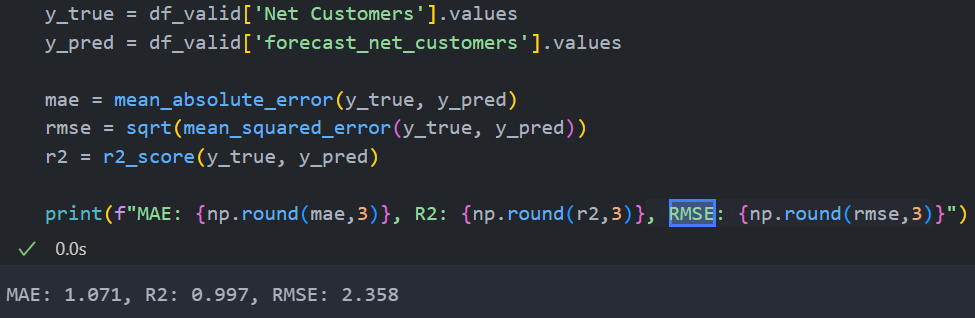 y_true = df_valid['Net Customers'].values
y_pred = df_valid['forecast_net_customers'].values
mae = mean_absolute_error(y_true, y_pred)
rmse = sqrt(mean_squared_error(y_true, y_pred))
r2 = r2_score(y_true, y_pred)
print(f"MAE: {np.round(mae,3)}, R2: {np.round(r2,3)}, RMSE: {np.round(rmse,3)}")
0.0s
MAE: 1.071, R2: 0.997, RMSE: 2.358